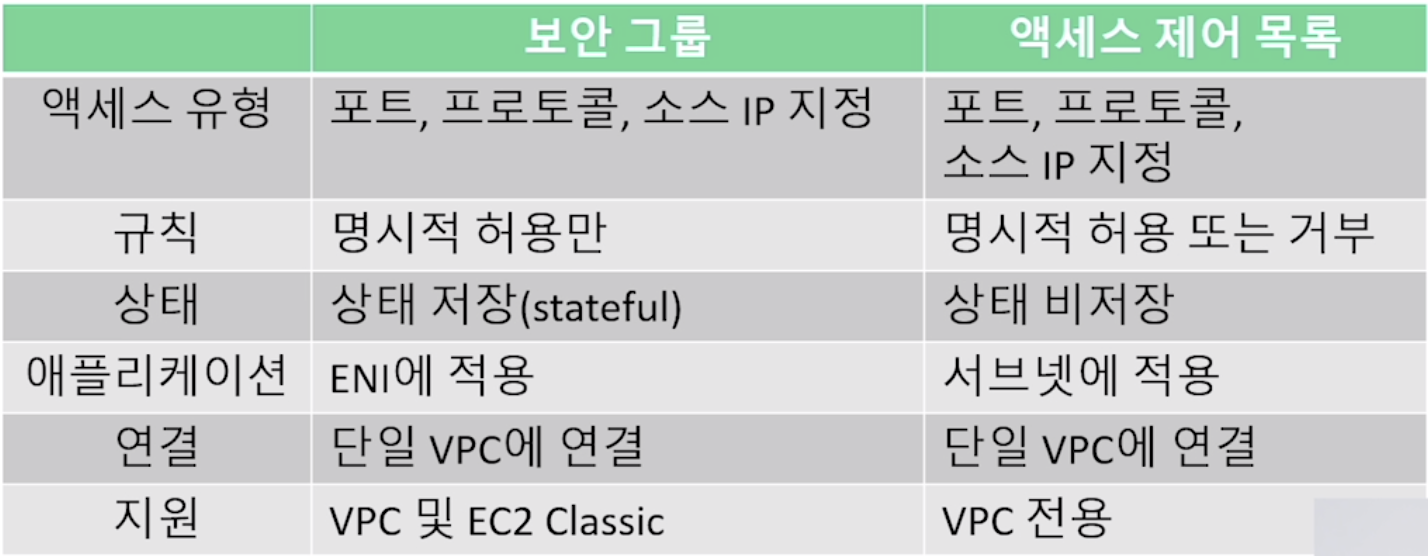 보안 그룹 액세스 제어 목록
액세스 유형 포트, 프로토콜, 소스 IP 지정 포트, 프로토콜,
소스 IP 지정
규칙 명시적 허용만 명시적 허용 또는 거부
상태 상태 저장(stateful) 상태 비저장
애플리케이션 ENI에 적용 서브넷에 적용
연결 단일 VPC에 연결 단일 VPC에 연결
지원 VPC 및 EC2 Classic VPC 전용